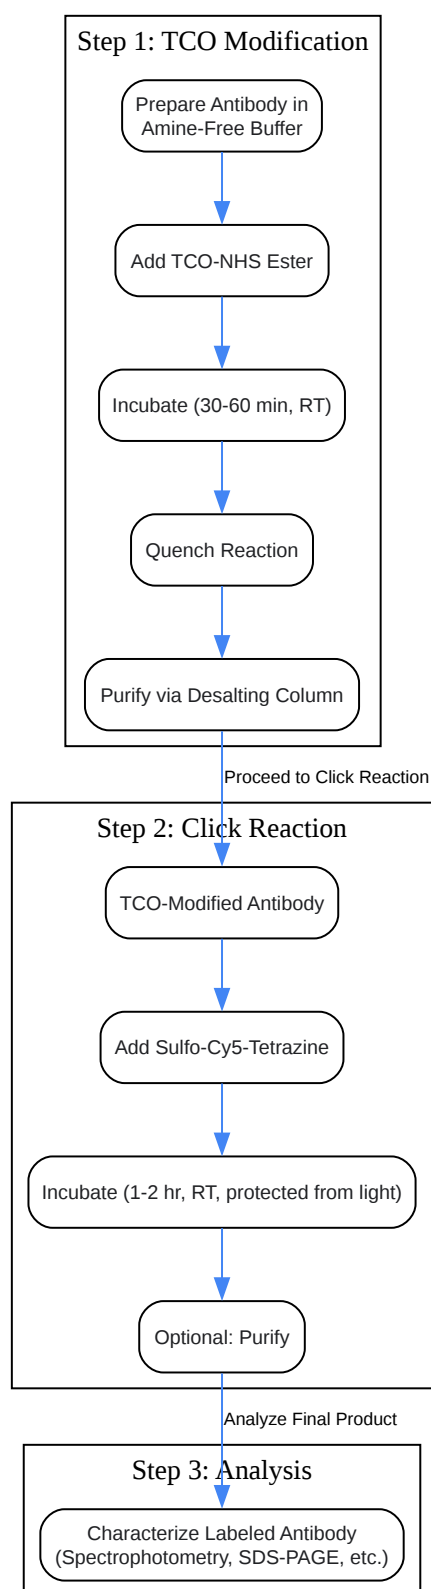 Step 1: TCO Modification
Prepare Antibody in
Amine-Free Buffer
Add TCO-NHS Ester
Incubate (30-60 min, RT)
Quench Reaction
Purify via Desalting Column
Proceed to Click Reaction
Step 2: Click Reaction
TCO-Modified Antibody
Add Sulfo-Cy5-Tetrazine
Incubate (1-2 hr, RT, protected from light)
Optional: Purify
Analyze Final Product
Step 3: Analysis
Characterize Labeled Antibody
(Spectrophotometry, SDS-PAGE, etc.)